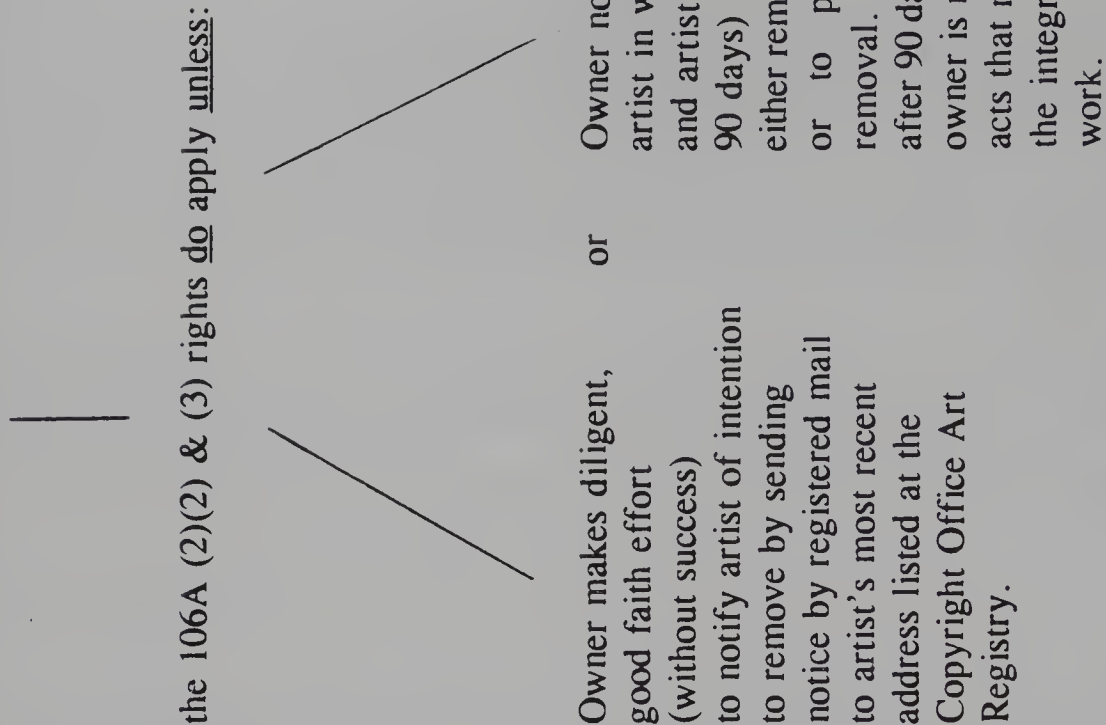 the 106A (2)(2) & (3) rights do apply unless:
Owner makes diligent,
good faith effort
(without success)
to notify artist of intention
to remove by sending
notice by registered mail
to artist's most recent
address listed at the
Copyright Office Art
Registry.
or
Owner no
artist in w
and artist
90 days)
either rem
or to p
removal.
after 90 da
owner is
acts that
the integr
work.